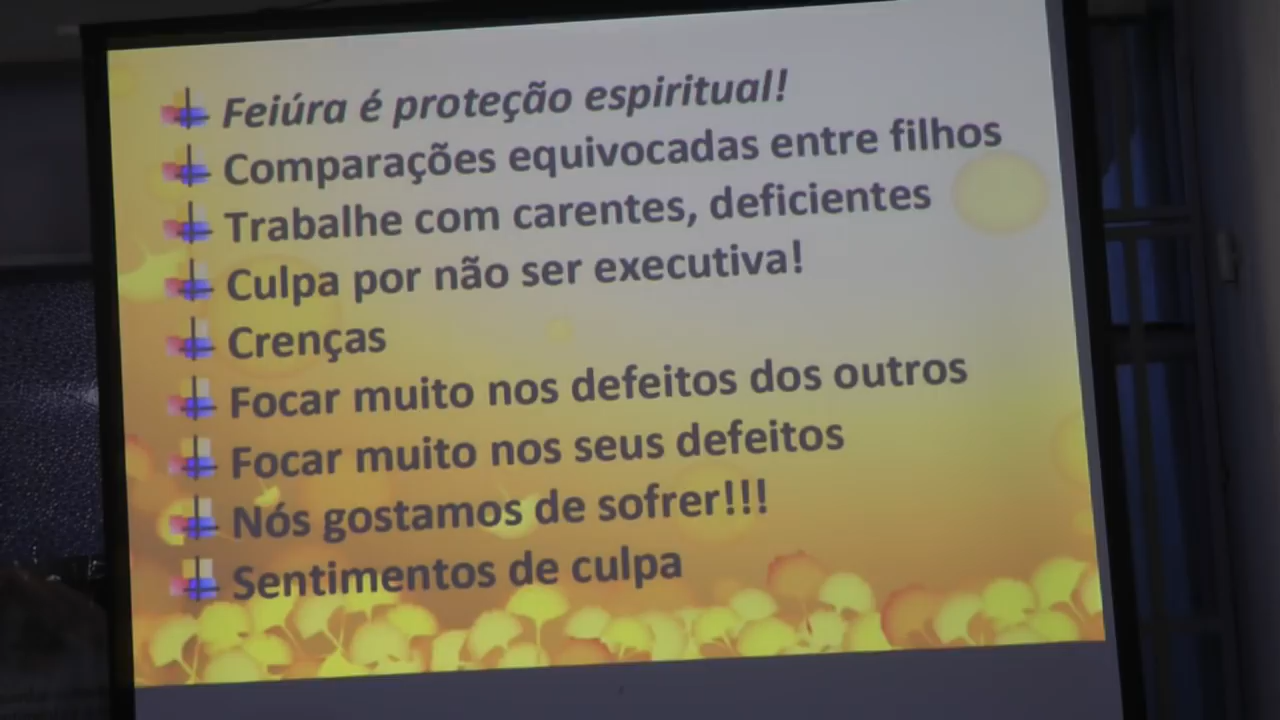 Feiúra é proteção espiritual!
Comparações equivocadas entre filhos
Trabalhe com carentes, deficientes
Culpa por não ser executiva!
Crenças
Focar muito nos defeitos dos outros
Focar muito nos seus defeitos
Nós gostamos de sofrer!!!
Sentimentos de culpa